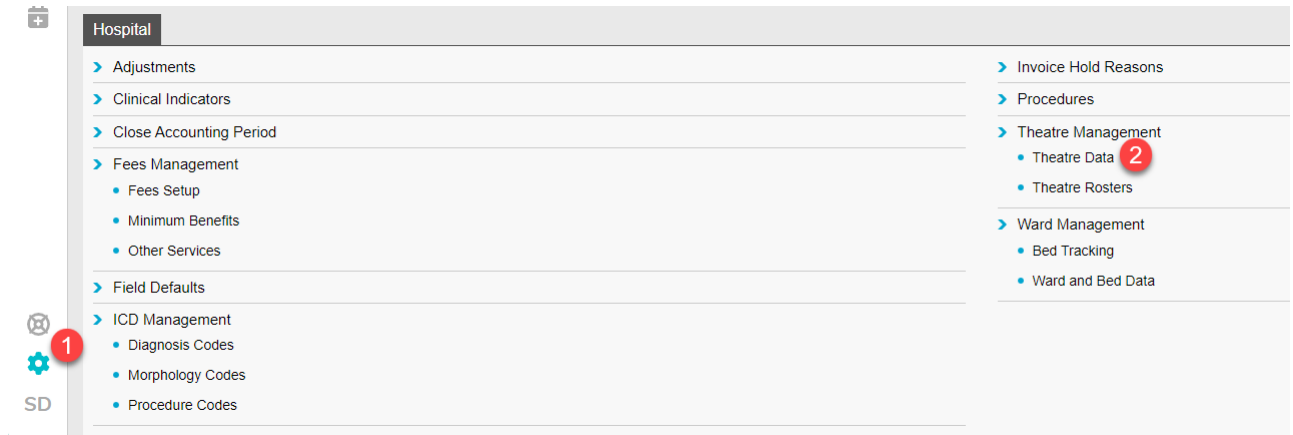 Hospital
Adjustments
Clinical Indicators
Close Accounting Period
Fees Management
Fees Setup
Minimum Benefits
Other Services
Field Defaults
ICD Management
Diagnosis Codes
Morphology Codes
Procedure Codes
Invoice Hold Reasons
Procedures
Theatre Management
Theatre Data 2
Theatre Rosters
Ward Management
Bed Tracking
Ward and Bed Data
1
SD